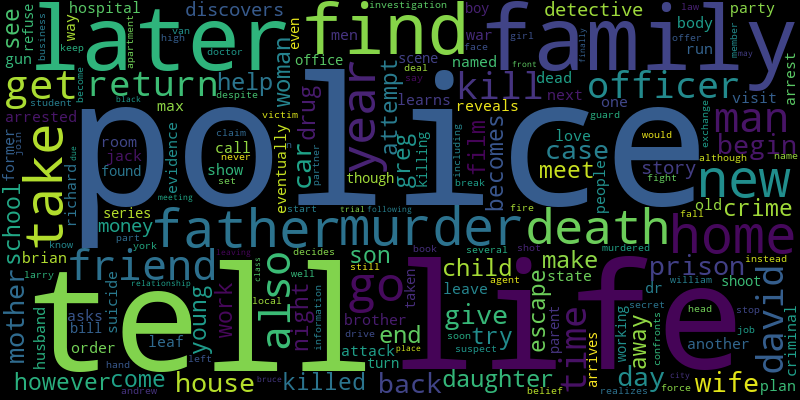 way hospital discovers find investigation boy detective party
see refuse later van high apartment even men war girl body family law
gun business keep doctor office scene face named offer run member
get return help woman deal say kill finally officer may
student become despite drug year attempt learns reveals dead next one visit arrest
arrested max victim greg film front guard man
former join black claim call car killing becomes love case exchange would begin
room evidence never though including meet people story although name
take jack found show set eventually partner break police fight new
school richard due meeting in
series start trial following fire fall old crime
money father murder death home
know part york decides book several shot murdered instead
brian friend leaving son child make prison
larry relationship class well still agent state dr william david
mother suicide asks young work also night information go taken leave escape parent secret shoot
husband bill tell local brother life give soon try time away working confronts head stop
order leaf drive end suspect arrives another job criminal
hand left attack place turn city
however come house killed back daughter day force wife plan
andrew bruce belief realizes